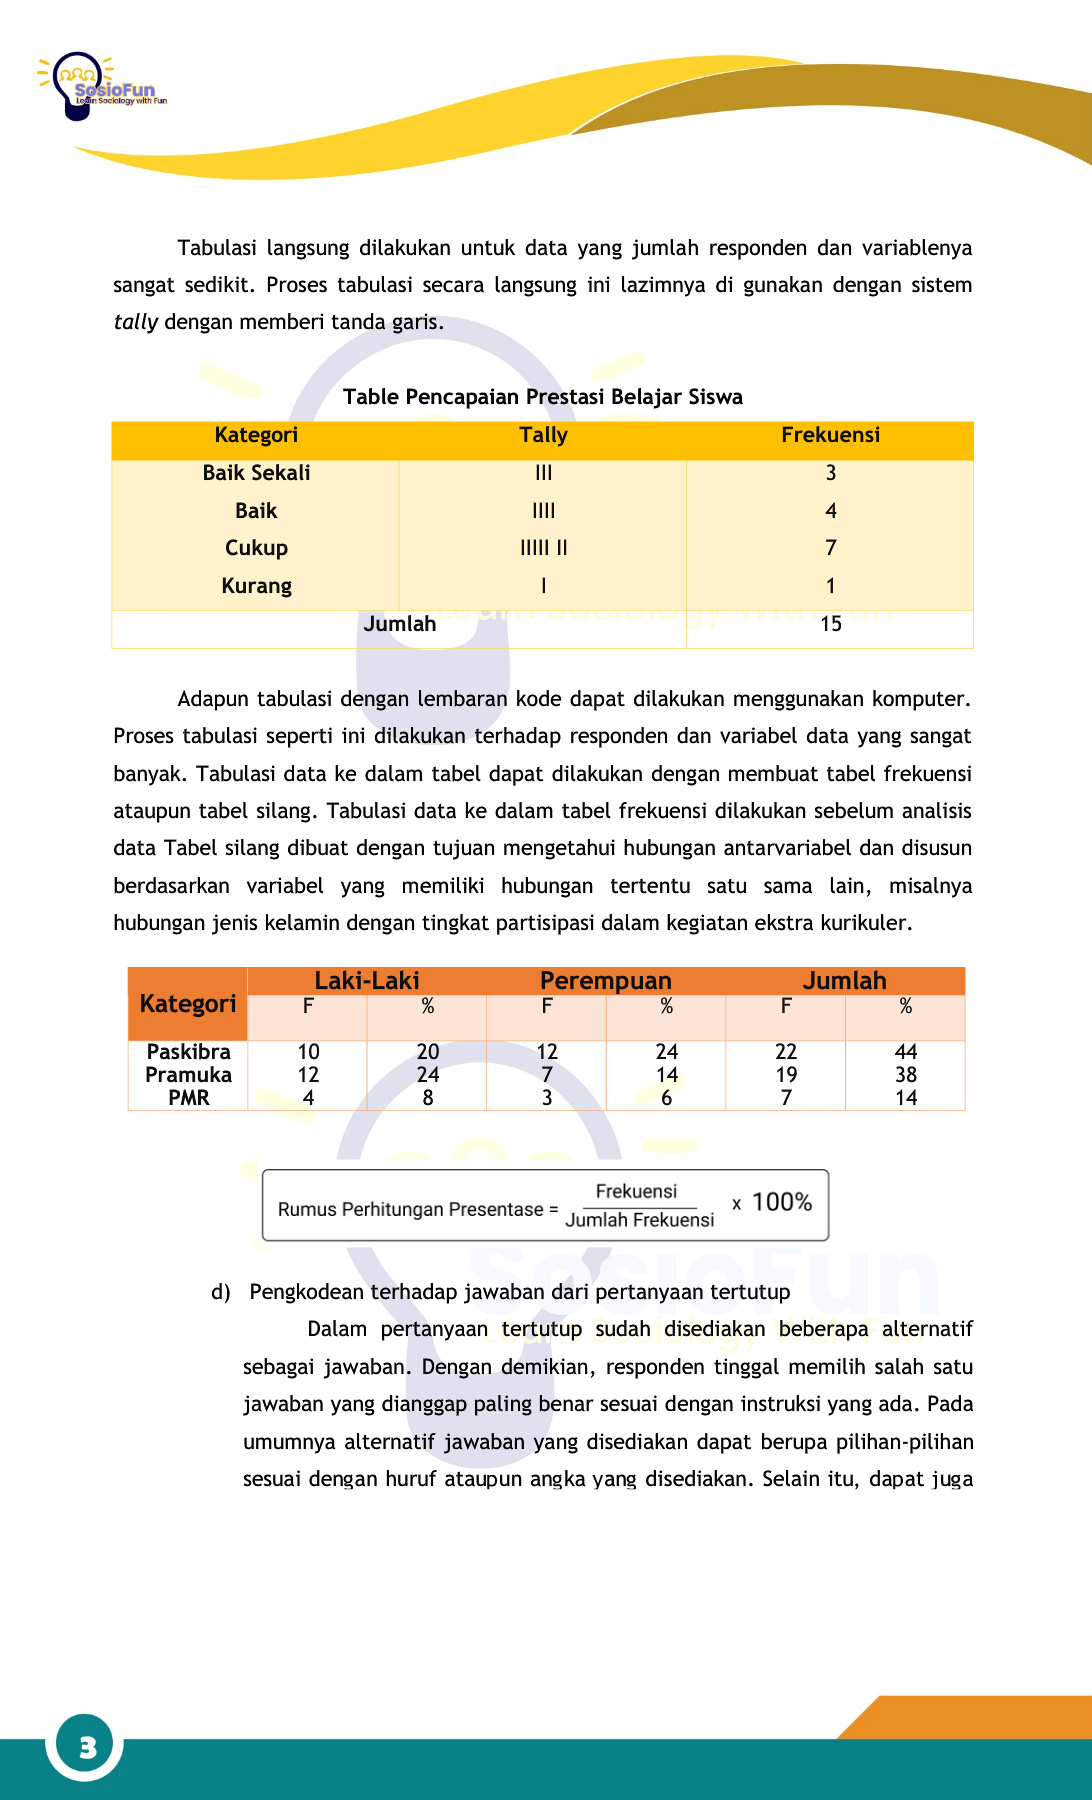 SosioFun
Learn Sociology with Fun
Tabulasi langsung dilakukan untuk data yang jumlah responden dan variablenya
sangat sedikit. Proses tabulasi secara langsung ini lazimnya di gunakan dengan sistem
tally dengan memberi tanda garis.
Table Pencapaian Prestasi Belajar Siswa
Kategori Tally Frekuensi
Baik Sekali III 3
Baik IIII 4
Cukup IIIII II 7
Kurang I 1
Jumlah 15
Adapun tabulasi dengan lembaran kode dapat dilakukan menggunakan komputer.
Proses tabulasi seperti ini dilakukan terhadap responden dan variabel data yang sangat
banyak. Tabulasi data ke dalam tabel dapat dilakukan dengan membuat tabel frekuensi
ataupun tabel silang. Tabulasi data ke dalam tabel frekuensi dilakukan sebelum analisis
data Tabel silang dibuat dengan tujuan mengetahui hubungan antarvariabel dan disusun
berdasarkan variabel yang memiliki hubungan tertentu satu sama lain, misalnya
hubungan jenis kelamin dengan tingkat partisipasi dalam kegiatan ekstra kurikuler.
Kategori Laki-Laki Perempuan Jumlah
F % F % F %
Paskibra 10 20 12 24 22 44
Pramuka 12 24 7 14 19 38
PMR 4 8 3 6 7 14
Rumus Perhitungan Presentase = Frekuensi / Jumlah Frekuensi x 100%
d) Pengkodean terhadap jawaban dari pertanyaan tertutup
Dalam pertanyaan tertutup sudah disediakan beberapa alternatif
sebagai jawaban. Dengan demikian, responden tinggal memilih salah satu
jawaban yang dianggap paling benar sesuai dengan instruksi yang ada. Pada
umumnya alternatif jawaban yang disediakan dapat berupa pilihan-pilihan
sesuai dengan huruf ataupun angka yang disediakan. Selain itu, dapat juga
3